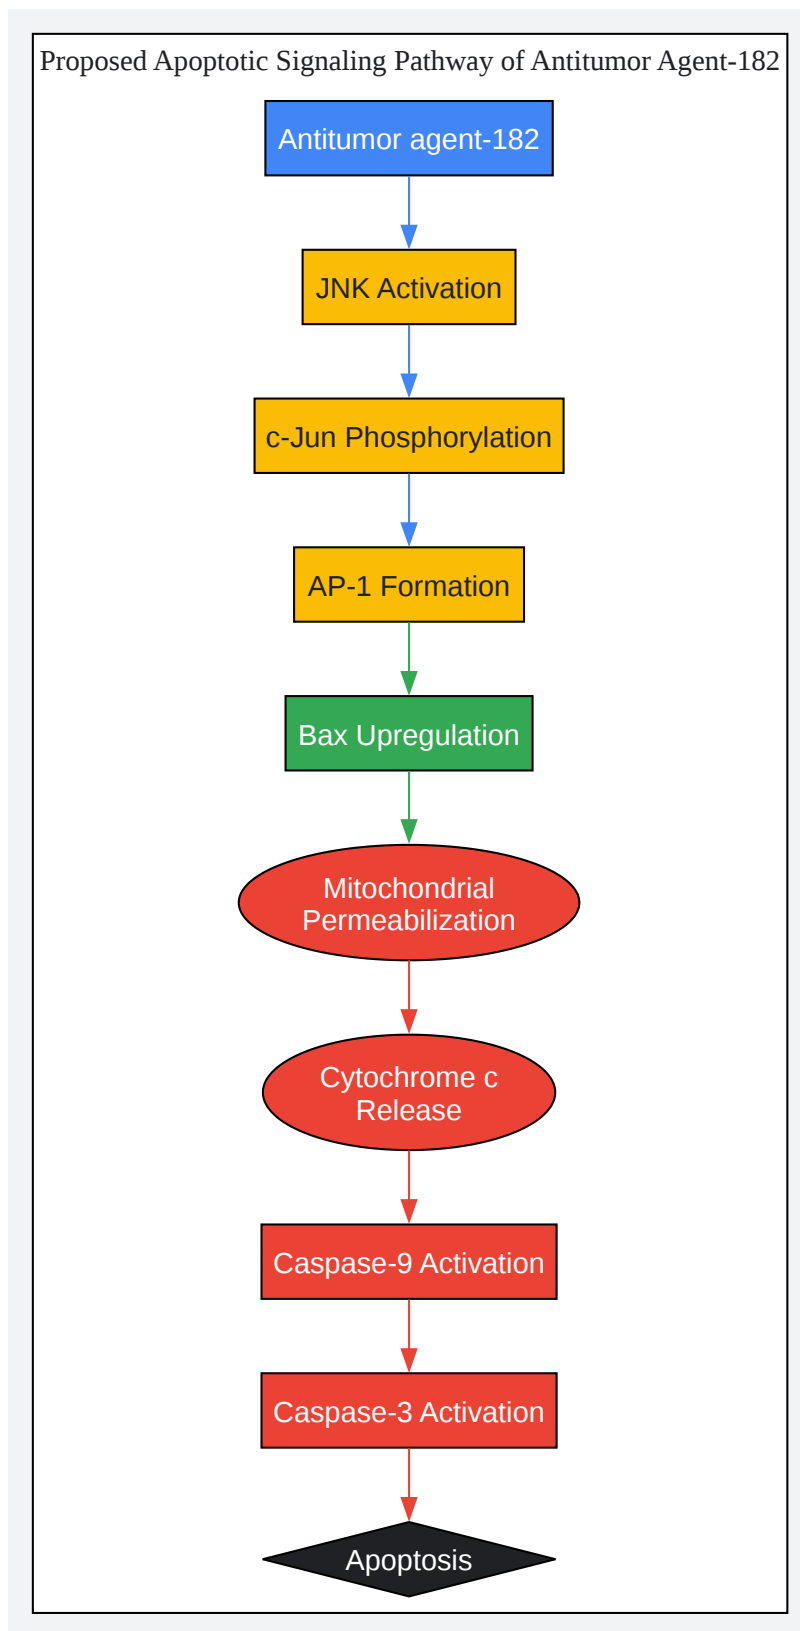 Proposed Apoptotic Signaling Pathway of Antitumor Agent-182
Antitumor agent-182
JNK Activation
c-Jun Phosphorylation
AP-1 Formation
Bax Upregulation
Mitochondrial
Permeabilization
Cytochrome c
Release
Caspase-9 Activation
Caspase-3 Activation
Apoptosis